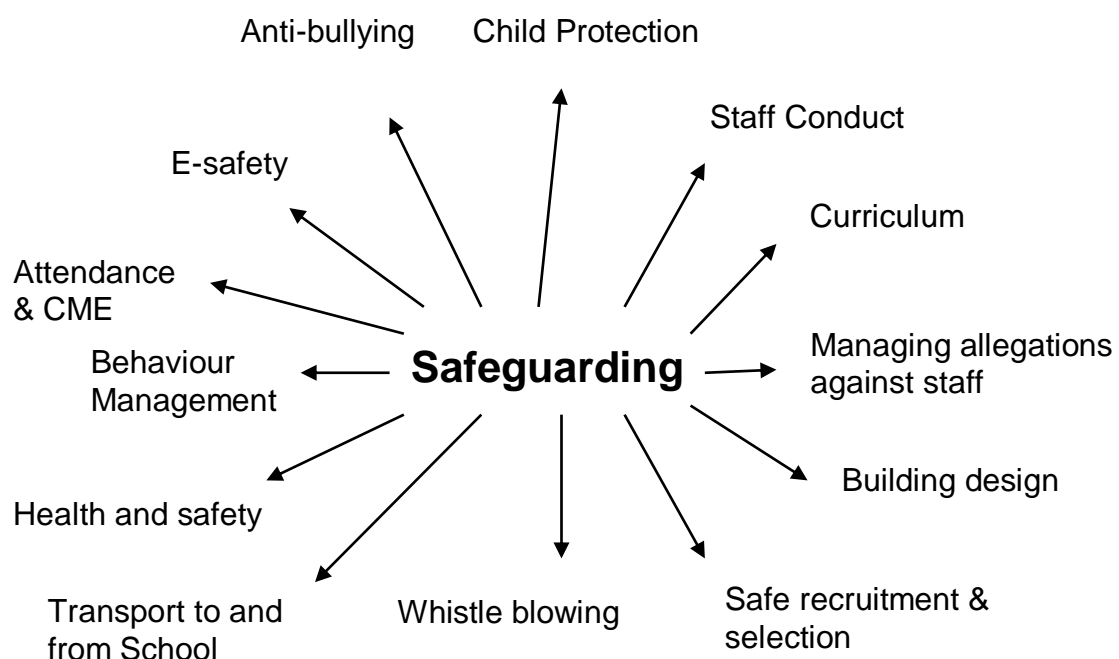 Anti-bullying
Child Protection
Staff Conduct
E-safety
Curriculum
Attendance
& CME
Managing allegations
against staff
Behaviour
Management
Safeguarding
Building design
Health and safety
Transport to and
from School
Whistle blowing
Safe recruitment &
selection